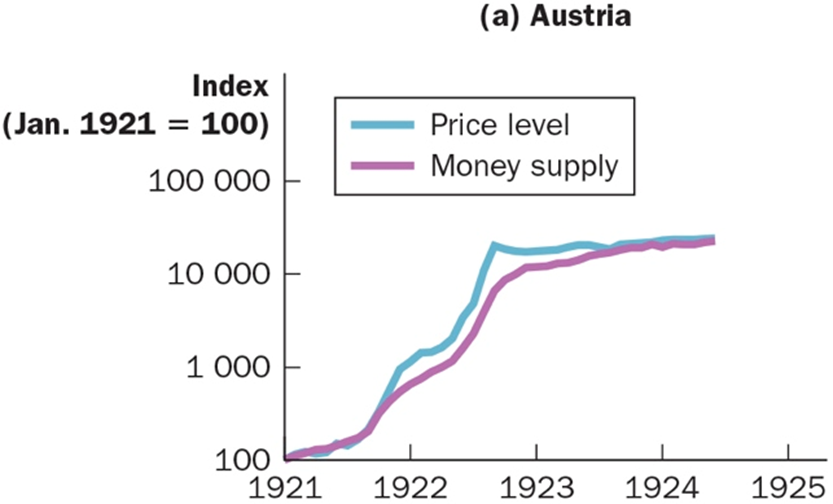 (a) Austria
Index
(Jan. 1921 = 100)
Price level
Money supply
100 000
10 000
1 000
100
1921 1922 1923 1924 1925